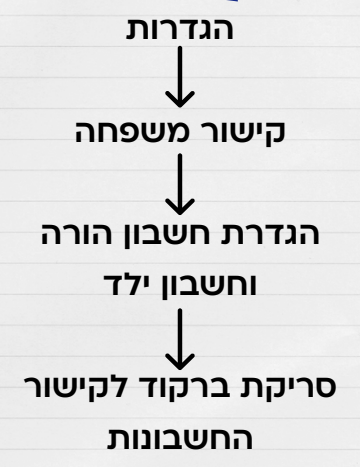 הגדרות
קישור משפחה
הגדרת חשבון הורה
וחשבון ילד
סריקת ברקוד לקישור
החשבונות